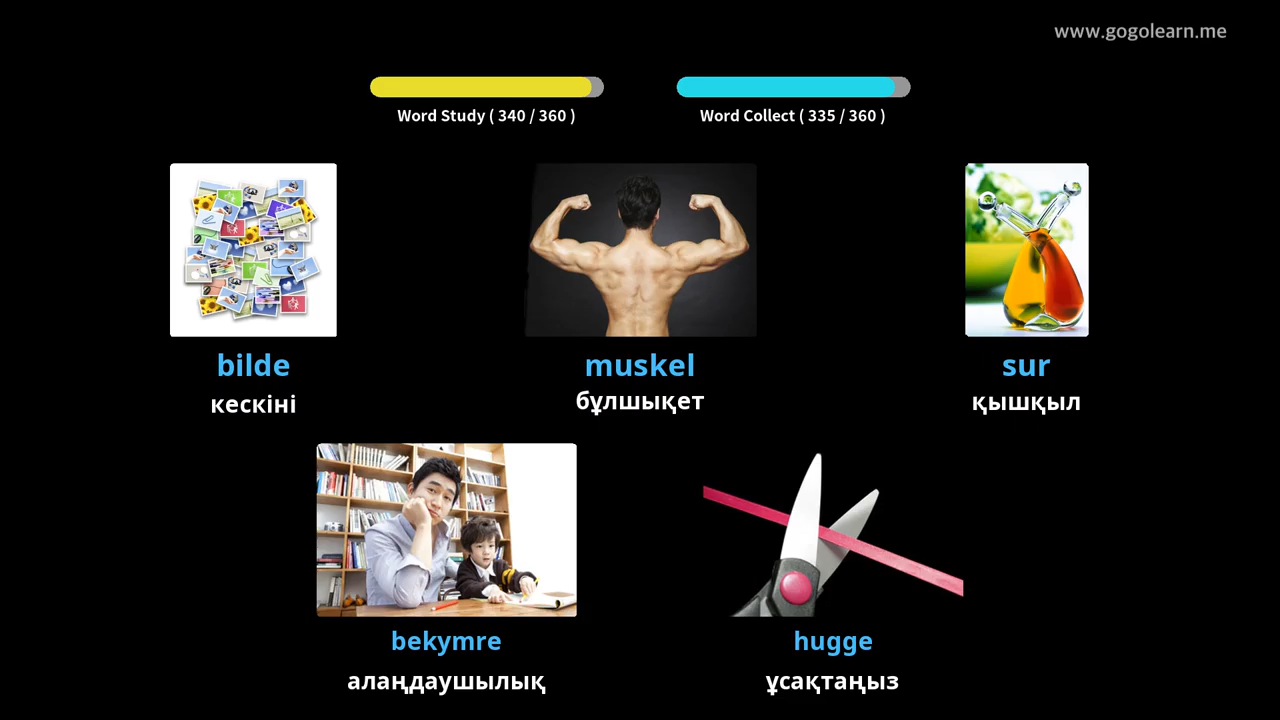 www.gogolearn.me
Word Study ( 340 / 360 )
Word Collect ( 335 / 360 )
bilde
muskel
sur
кескіні
бұлшықет
қышқыл
bekymre
hugge
алаңдаушылық
ұсақтаңыз